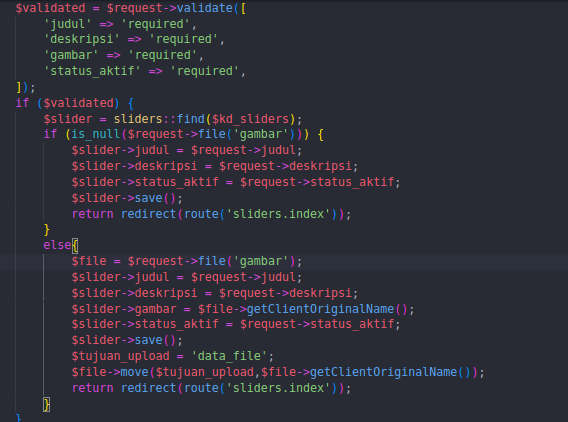 $validated = $request->validate([
'judul' => 'required',
'deskripsi' => 'required',
'gambar' => 'required',
'status_aktif' => 'required',
]);
if ($validated) {
$slider = sliders::find($kd_sliders);
if (is_null($request->file('gambar'))) {
$slider->judul = $request->judul;
$slider->deskripsi = $request->deskripsi;
$slider->status_aktif = $request->status_aktif;
$slider->save();
return redirect(route('sliders.index'));
}
else{
$file = $request->file('gambar');
$slider->judul = $request->judul;
$slider->deskripsi = $request->deskripsi;
$slider->gambar = $file->getClientOriginalName();
$slider->status_aktif = $request->status_aktif;
$slider->save();
$tujuan_upload = 'data_file';
$file->move($tujuan_upload,$file->getClientOriginalName());
return redirect(route('sliders.index'));
}
}